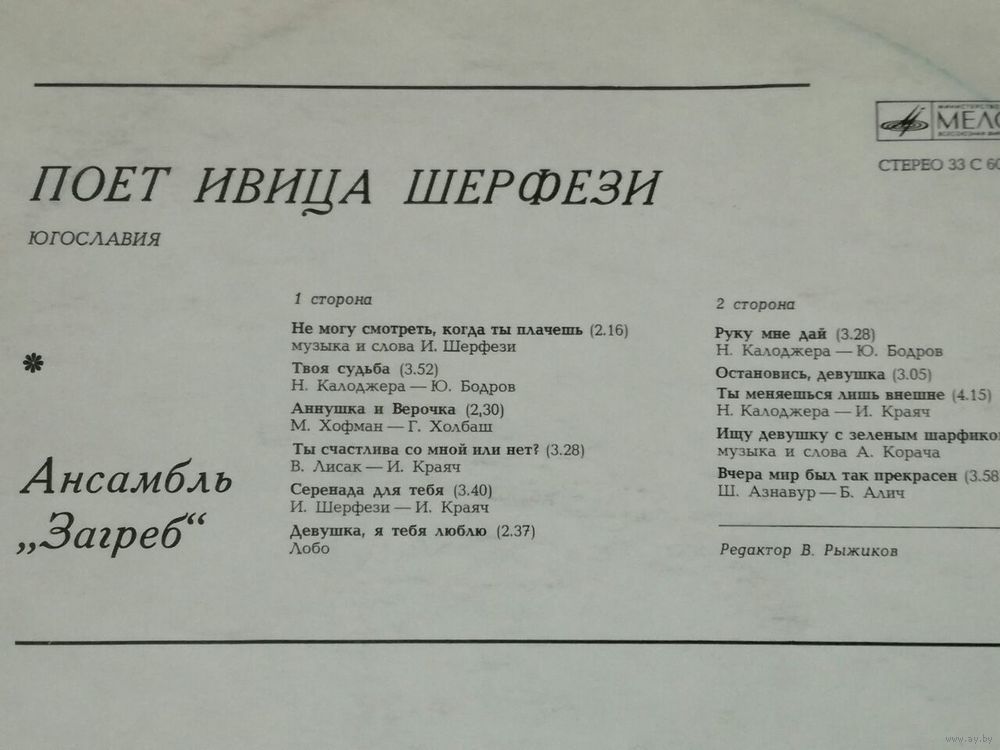 МЕЛО
СТЕРЕО 33 С 60
ПОЕТ ИВИЦА ШЕРФЕЗИ
ЮГОСЛАВИЯ
1 сторона
Не могу смотреть, когда ты плачешь (2.16)
музыка и слова И. Шерфези
Твоя судьба (3.52)
Н. Калоджера — Ю. Бодров
Аннушка и Верочка (2,30)
М. Хофман — Г. Холбаш
Ты счастлива со мной или нет? (3.28)
В. Лисак — И. Краяч
Серенада для тебя (3.40)
И. Шерфези — И. Краяч
Девушка, я тебя люблю (2.37)
Лобо
2 сторона
Руку мне дай (3.28)
Н. Калоджера — Ю. Бодров
Остановись, девушка (3.05)
Ты меняешься лишь внешне (4.15)
Н. Калоджера — И. Краяч
Ищу девушку с зеленым шарфиком
музыка и слова А. Корача
Вчера мир был так прекрасен (3.58
Ш. Азнавур — Б. Алич
Редактор В. Рыжиков
Ансамбль
„Загреб“
www.ay.by